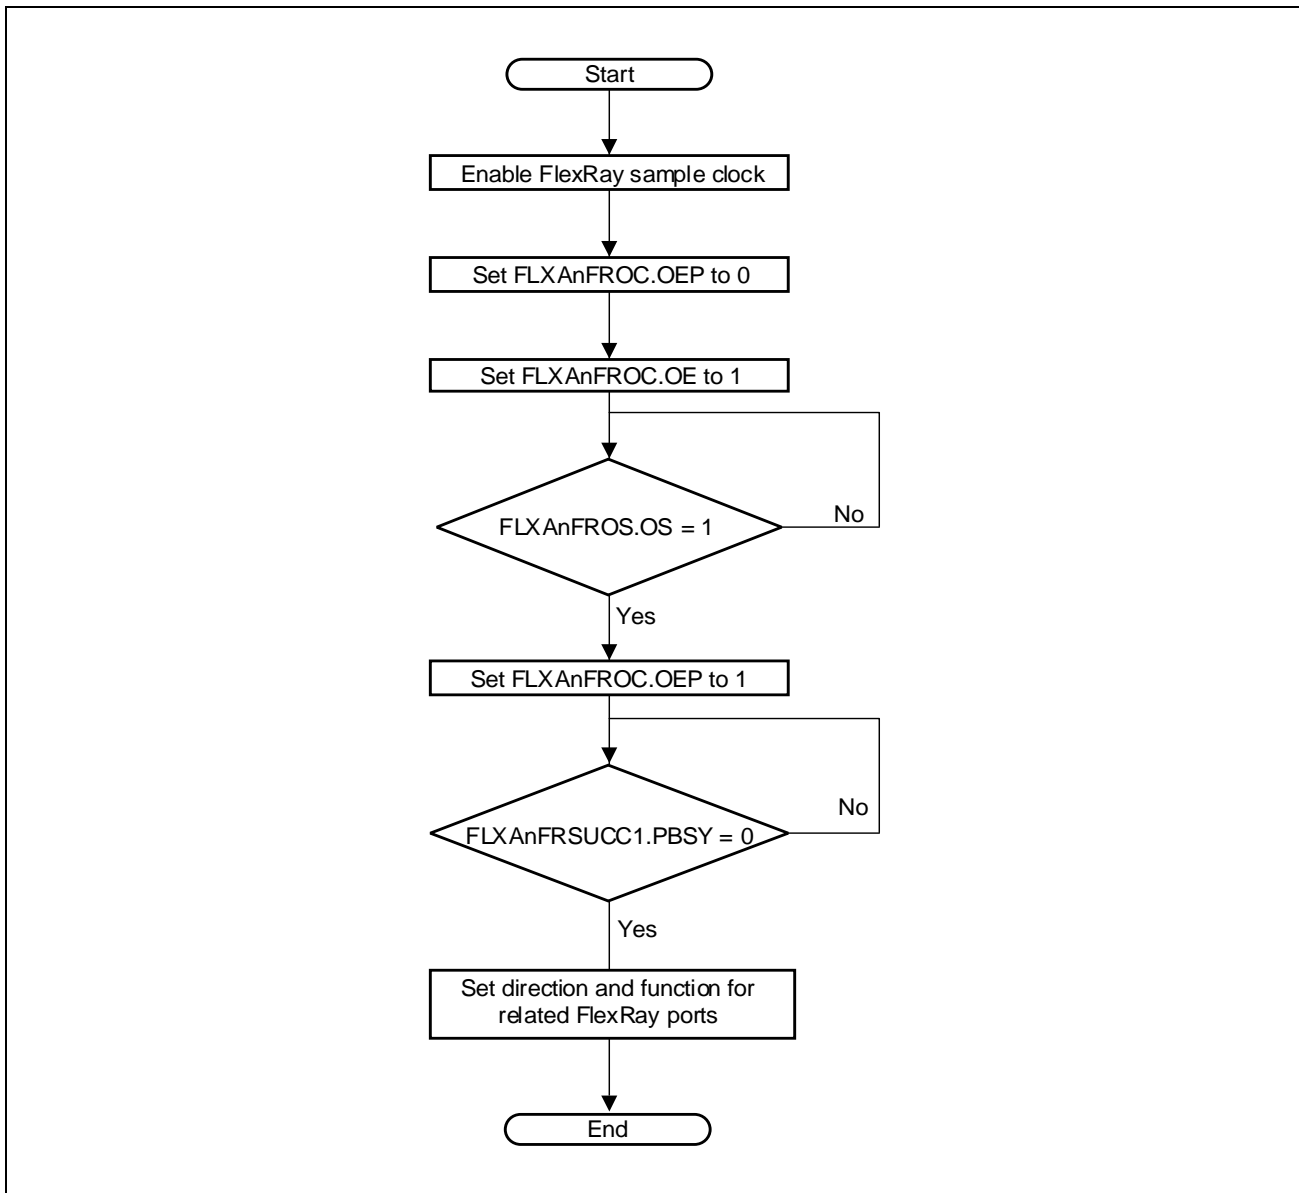 Start
Enable FlexRay sample clock
Set FLXAnFROC.OEP to 0
Set FLXAnFROC.OE to 1
FLXAnFROS.OS = 1
No
Yes
Set FLXAnFROC.OEP to 1
FLXAnFRSUCC1.PBSY = 0
No
Yes
Set direction and function for
related FlexRay ports
End